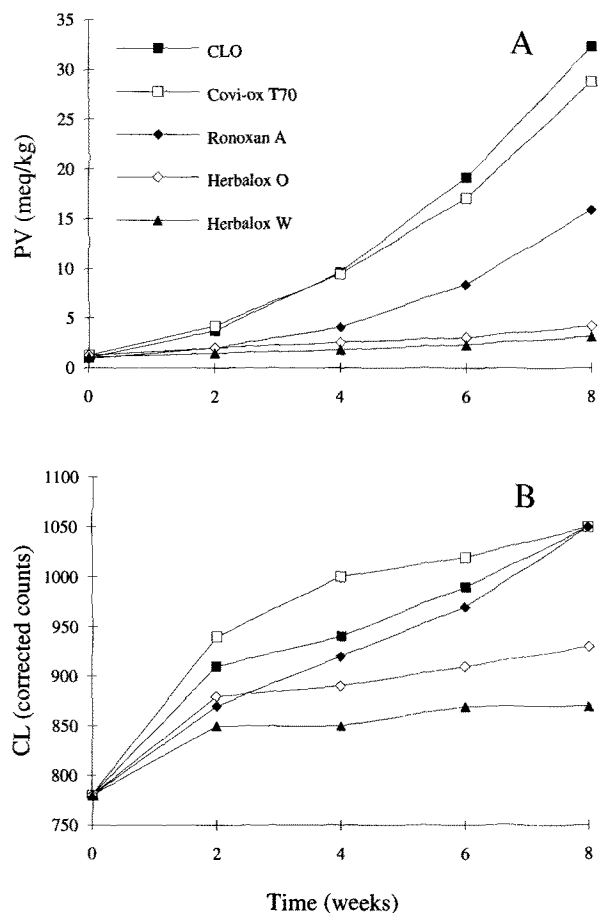 A
35
30
25
20
15
10
5
0
PV (meq/kg)
CLO
Covi-ox T70
Ronoxan A
Herbalox O
Herbalox W
0 2 4 6 8
B
1100
1050
1000
950
900
850
800
750
CL (corrected counts)
0 2 4 6 8
Time (weeks)